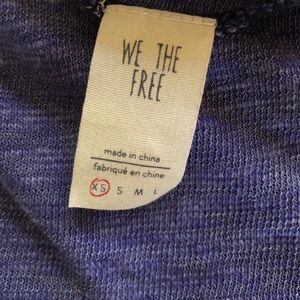 WE THE
FREE
made in china
fabriqué en chine
XS S M L